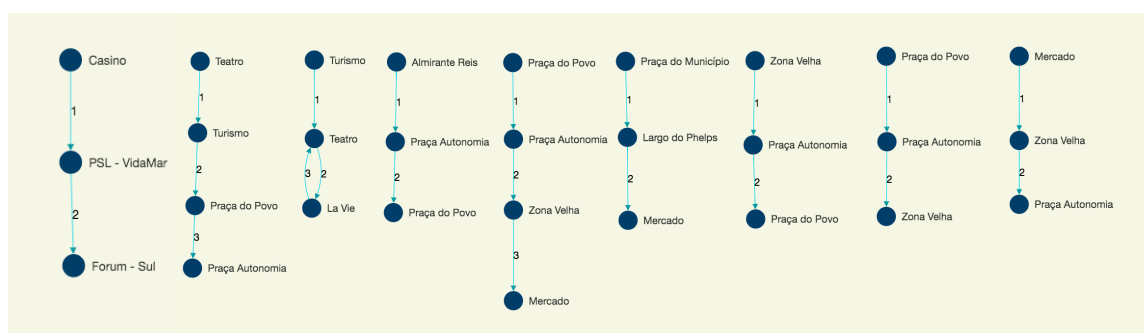 Casino
1
PSL - VidaMar
2
Forum - Sul
Teatro
1
Turismo
2
Praça do Povo
3
Praça Autonomia
Turismo
1
Teatro
3
2
La Vie
Almirante Reis
1
Praça Autonomia
2
Praça do Povo
Praça do Povo
1
Praça Autonomia
2
Zona Velha
3
Mercado
Praça do Município
1
Largo do Phelps
2
Mercado
Zona Velha
1
Praça Autonomia
2
Praça do Povo
Praça do Povo
1
Praça Autonomia
2
Zona Velha
Mercado
1
Zona Velha
2
Praça Autonomia